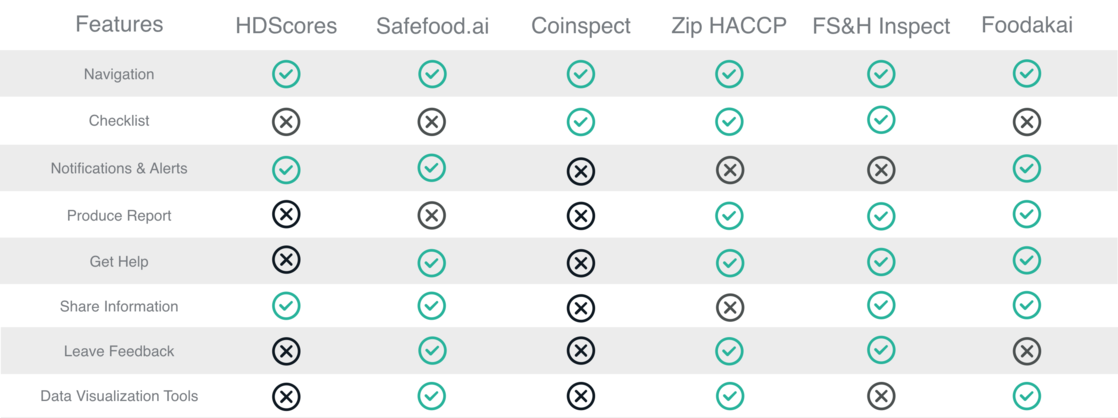 Features HDScores Safefood.ai Coinspect Zip HACCP FS&H Inspect Foodakai
Navigation
Checklist
Notifications & Alerts
Produce Report
Get Help
Share Information
Leave Feedback
Data Visualization Tools